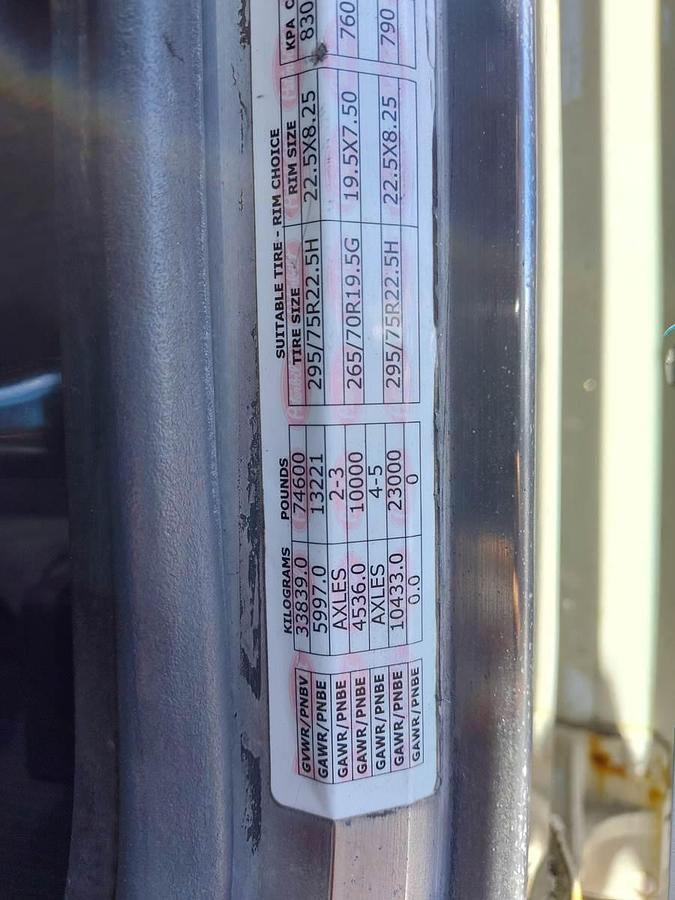 SUITABLE TIRE - RIM CHOICE
KILOGRAMS POUNDS TIRE SIZE RIM SIZE KPA
GVWR/PNBV 33839.0 74600 295/75R22.5H 22.5X8.25 830
GAWR/PNBE 5997.0 13221
GAWR/PNBE AXLES 2-3 265/70R19.5G 19.5X7.50 760
GAWR/PNBE 4536.0 10000
GAWR/PNBE AXLES 4-5 295/75R22.5H 22.5X8.25 790
GAWR/PNBE 10433.0 23000
GAWR/PNBE 0.0 0